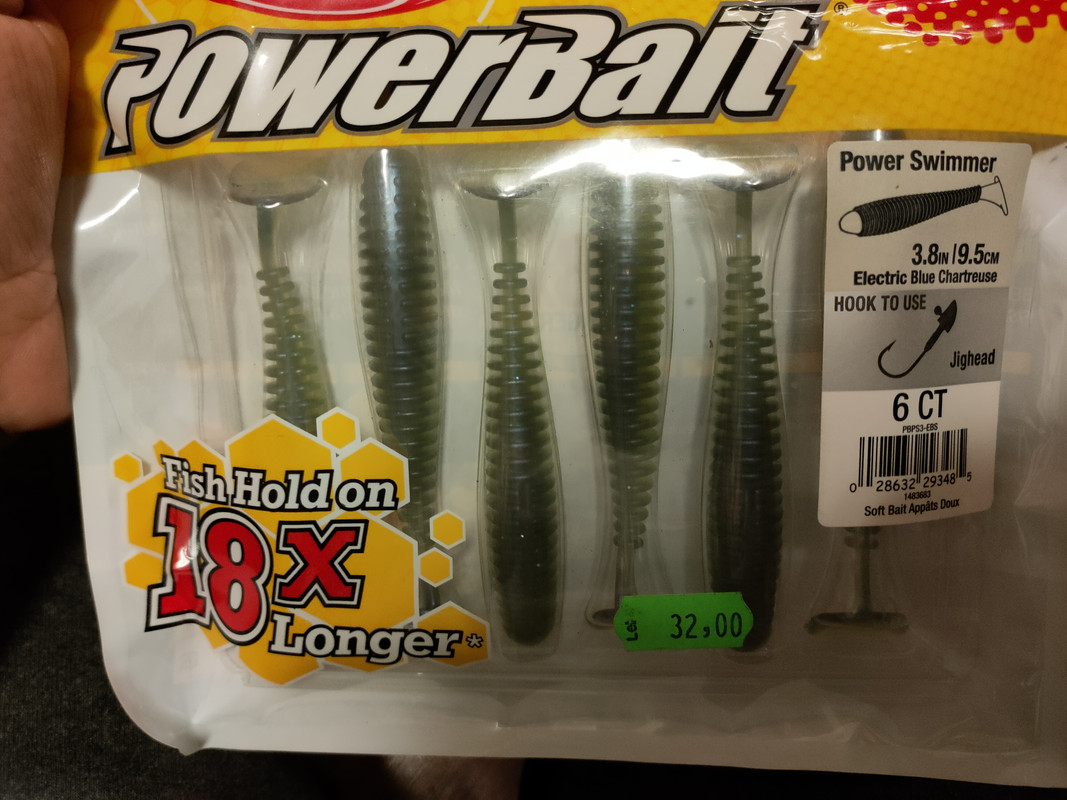 PowerBait®
Power Swimmer
3.8IN/9.5CM
Electric Blue Chartreuse
HOOK TO USE
Jighead
6 CT
PBPS3-EBS
0 28632 29348 5
1483683
Soft Bait Appâts Doux
Fish Hold on
18x
Longer*
Lei 32,00